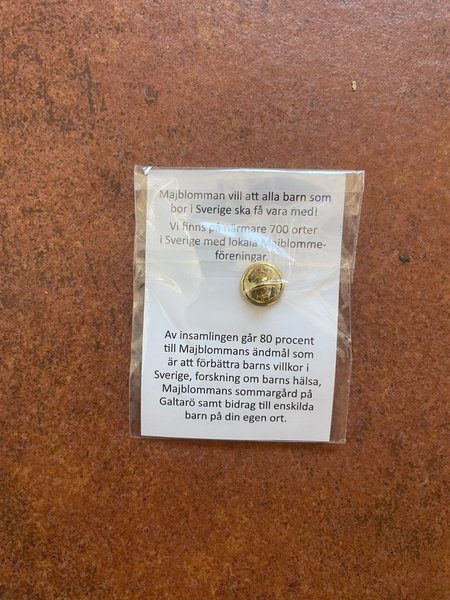 Majblomman vill att alla barn som
bor i Sverige ska få vara med!
Vi finns på närmare 700 orter
i Sverige med lokala Majblomme-
föreningar.
Av insamlingen går 80 procent
till Majblommans ändmål som
är att förbättra barns villkor i
Sverige, forskning om barns hälsa,
Majblommans sommargård på
Galtarö samt bidrag till enskilda
barn på din egen ort.